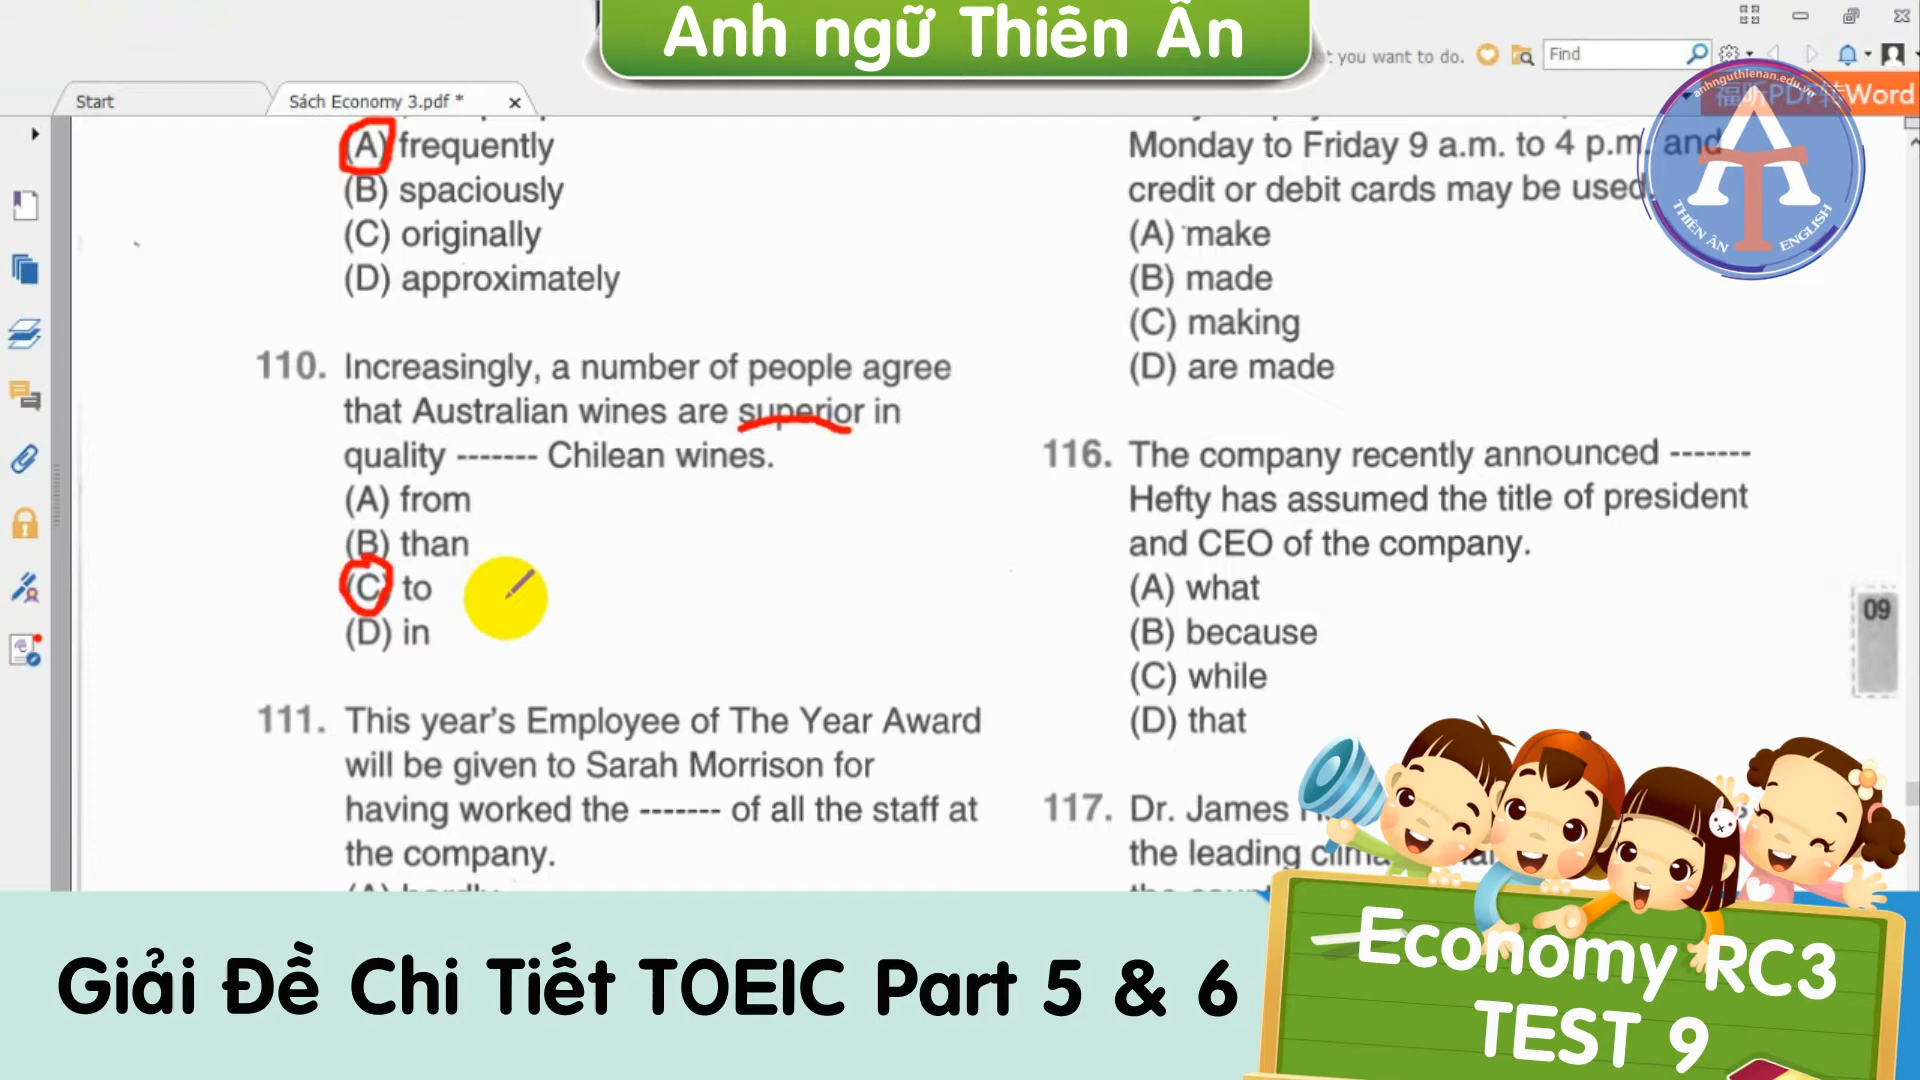 Anh ngữ Thiên Ân
at you want to do.
Find
Start
Sách Economy 3.pdf *
Word
anhnguthienan.edu.vn
THIÊN ÂN ENGLISH
(A) frequently
(B) spaciously
(C) originally
(D) approximately
110. Increasingly, a number of people agree
that Australian wines are superior in
quality ------- Chilean wines.
(A) from
(B) than
(C) to
(D) in
111. This year's Employee of The Year Award
will be given to Sarah Morrison for
having worked the ------- of all the staff at
the company.
(A) hardly
Monday to Friday 9 a.m. to 4 p.m. and
credit or debit cards may be used.
(A) make
(B) made
(C) making
(D) are made
116. The company recently announced -------
Hefty has assumed the title of president
and CEO of the company.
(A) what
(B) because
(C) while
(D) that
09
117. Dr. James
the leading
Giải Đề Chi Tiết TOEIC Part 5 & 6
Economy RC3
TEST 9